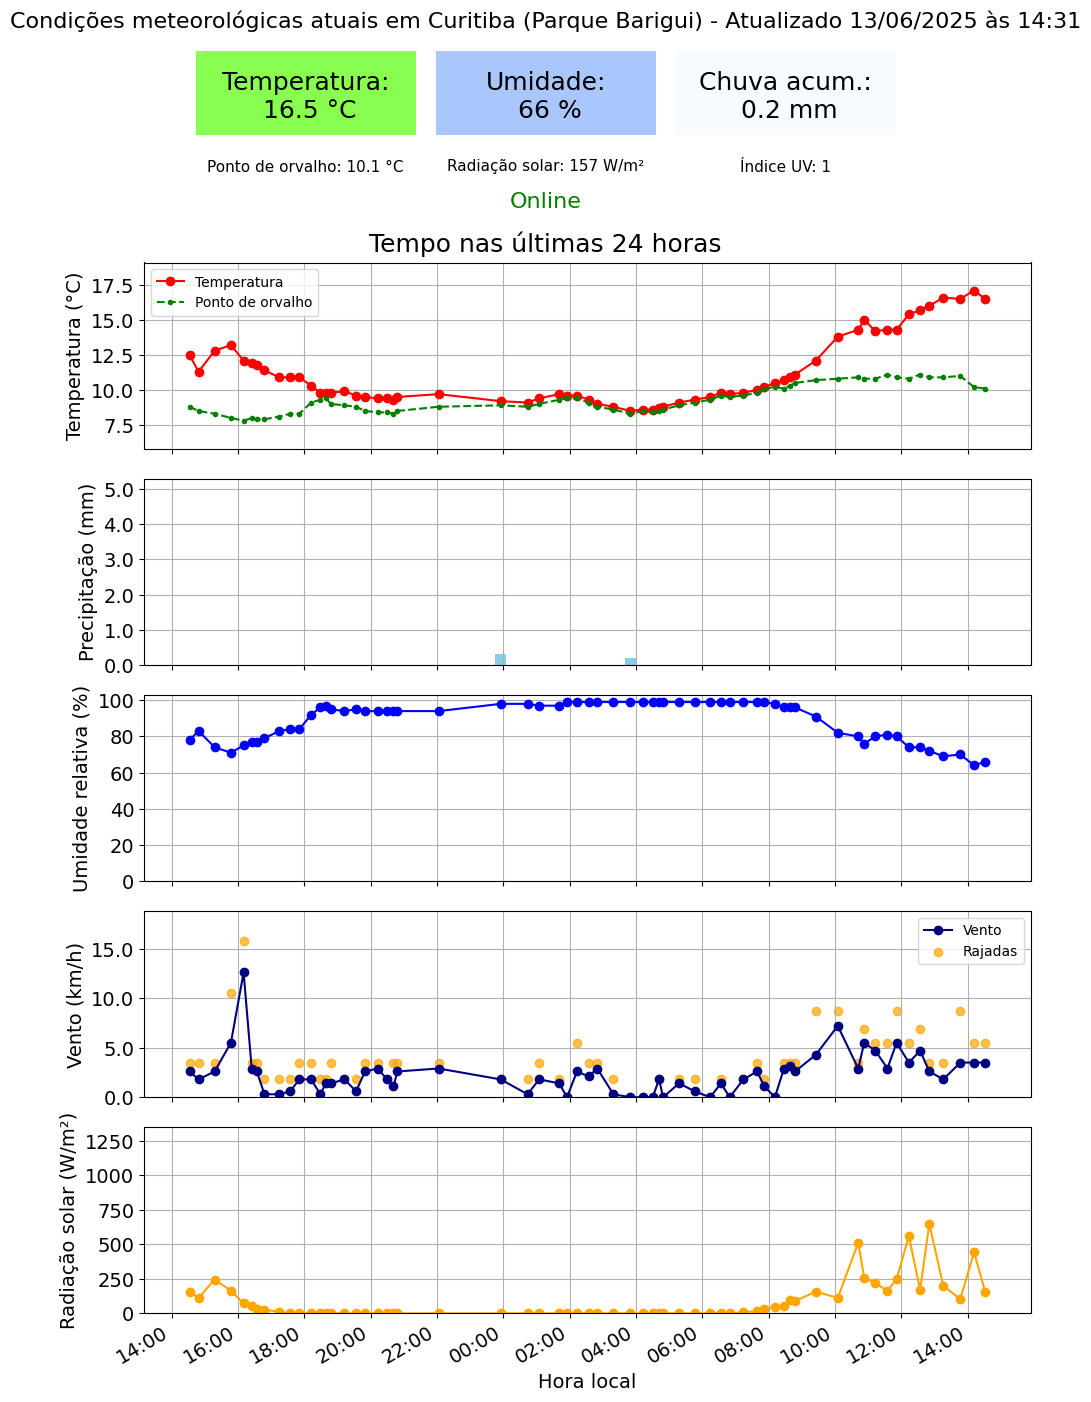 Condições meteorológicas atuais em Curitiba (Parque Barigui) - Atualizado 13/06/2025 às 14:31
Temperatura:
16.5 °C
Umidade:
66 %
Chuva acum.:
0.2 mm
Ponto de orvalho: 10.1 °C
Radiação solar: 157 W/m²
Índice UV: 1
Online
Tempo nas últimas 24 horas
Temperatura (°C)
17.5
15.0
12.5
10.0
7.5
Temperatura
Ponto de orvalho
Precipitação (mm)
5.0
4.0
3.0
2.0
1.0
0.0
Umidade relativa (%)
100
80
60
40
20
0
Vento (km/h)
15.0
10.0
5.0
0.0
Vento
Rajadas
Radiação solar (W/m²)
1250
1000
750
500
250
0
14:00
16:00
18:00
20:00
22:00
00:00
02:00
04:00
06:00
08:00
10:00
12:00
14:00
Hora local